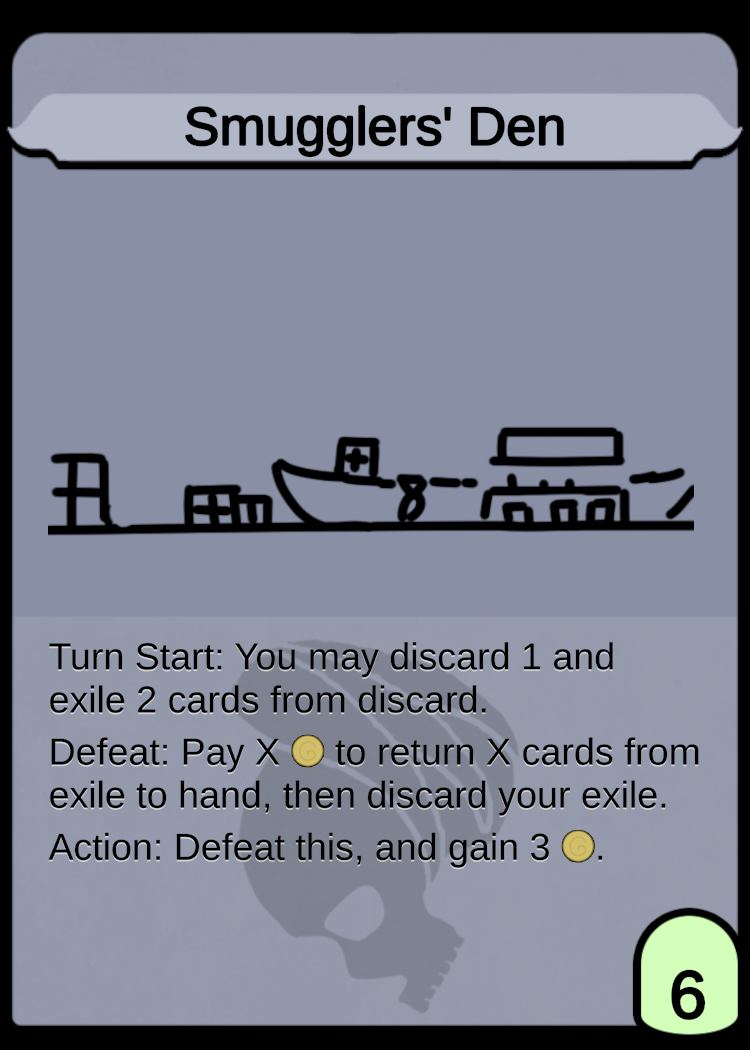 Smugglers' Den
Turn Start: You may discard 1 and
exile 2 cards from discard.
Defeat: Pay X G to return X cards from
exile to hand, then discard your exile.
Action: Defeat this, and gain 3 G.
6